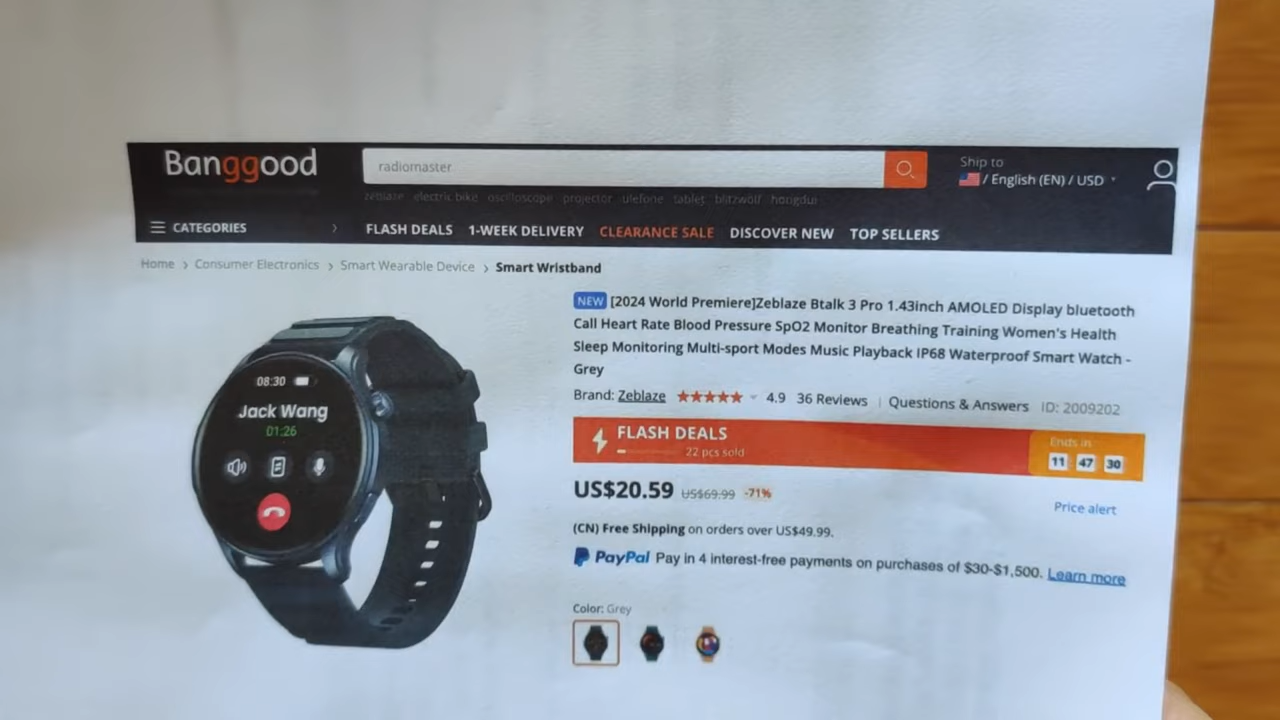 Banggood
radiomaster
Ship to
/ English (EN) / USD
zeblaze electric bike oscilloscope projector ulefone tablet blitzwolf hongdui
CATEGORIES
FLASH DEALS 1-WEEK DELIVERY CLEARANCE SALE DISCOVER NEW TOP SELLERS
Home > Consumer Electronics > Smart Wearable Device > Smart Wristband
NEW [2024 World Premiere]Zeblaze Btalk 3 Pro 1.43inch AMOLED Display bluetooth
Call Heart Rate Blood Pressure SpO2 Monitor Breathing Training Women's Health
Sleep Monitoring Multi-sport Modes Music Playback IP68 Waterproof Smart Watch -
Grey
Brand: Zeblaze 4.9 36 Reviews | Questions & Answers ID: 2009202
FLASH DEALS
22 pcs sold
Ends in
11 47 30
US$20.59 US$69.99 -71%
Price alert
(CN) Free Shipping on orders over US$49.99.
PayPal Pay in 4 interest-free payments on purchases of $30-$1,500. Learn more
Color: Grey
08:30
Jack Wang
01:26